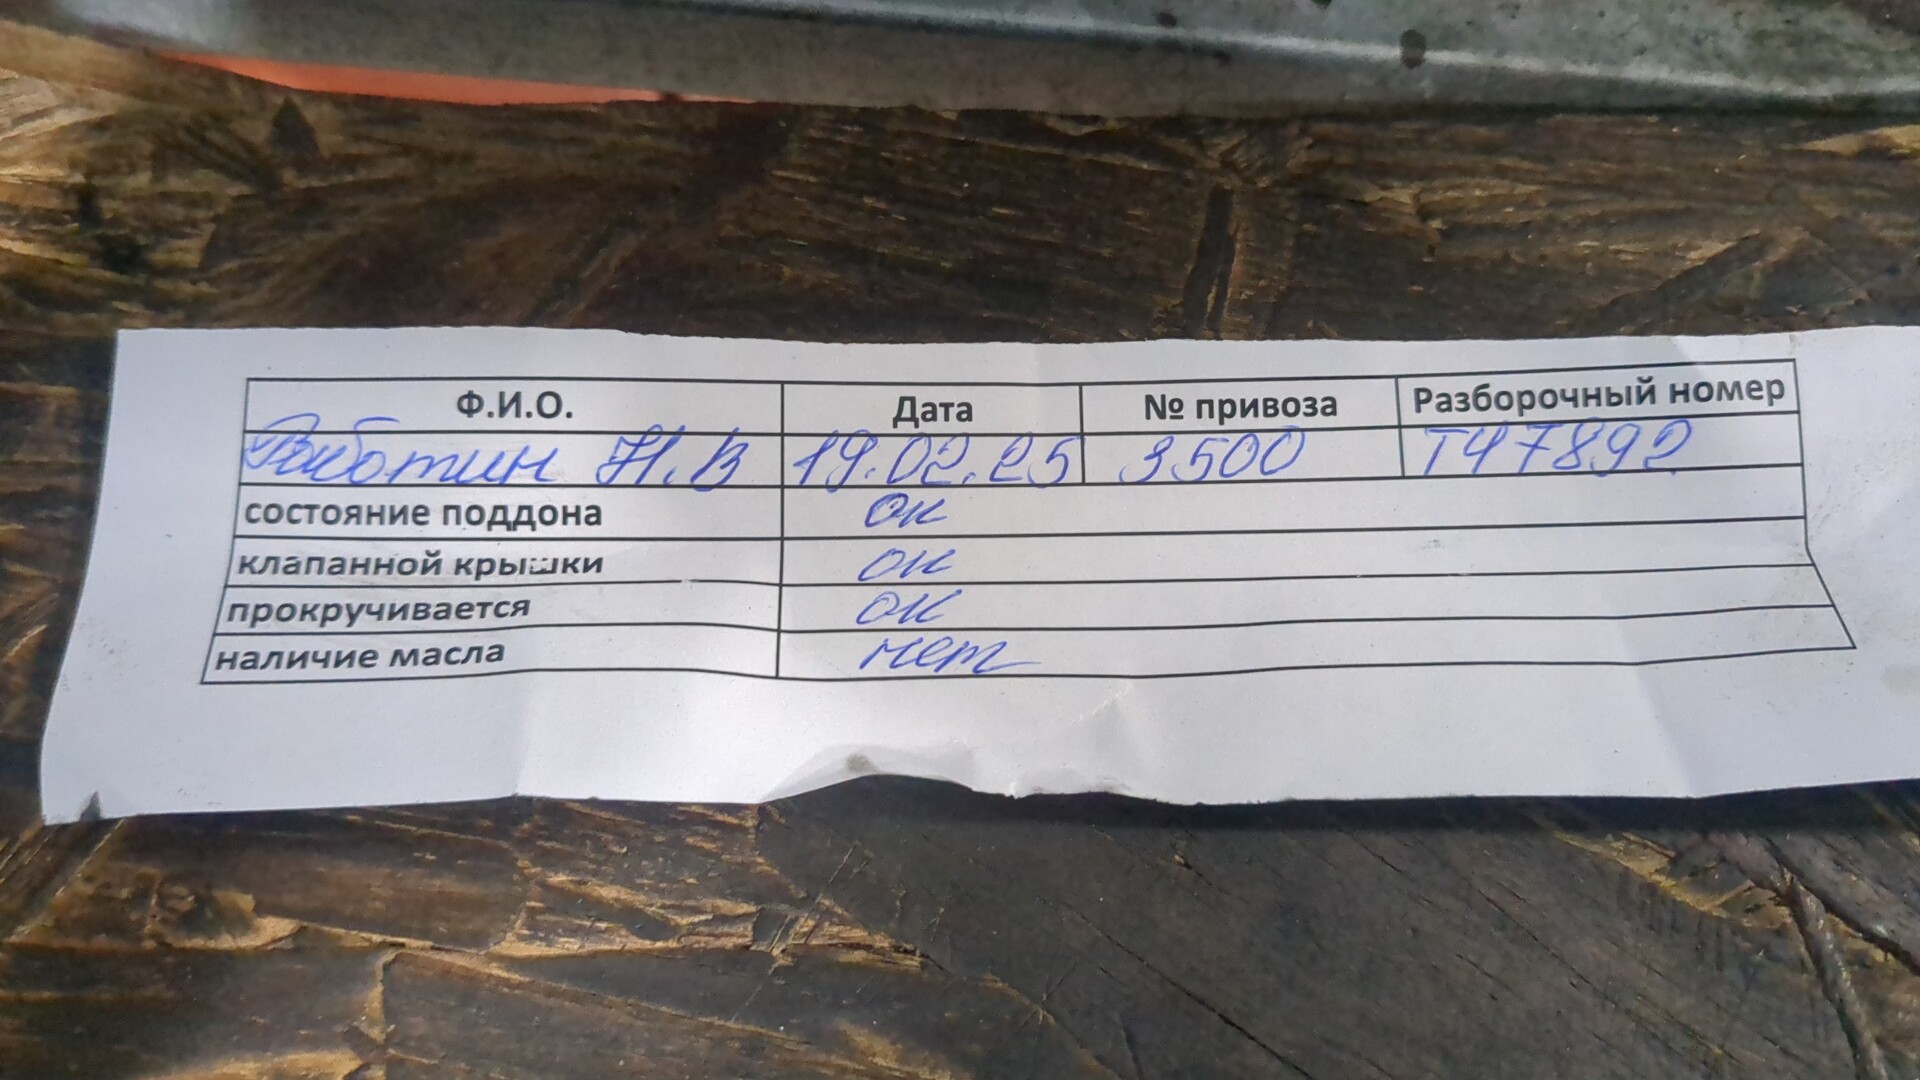 Ф.И.О. Дата № привоза Разборочный номер
Работин Н.В 19.02.25 3500 Т47892
состояние поддона ок
клапанной крышки ок
прокручивается ок
наличие масла нет